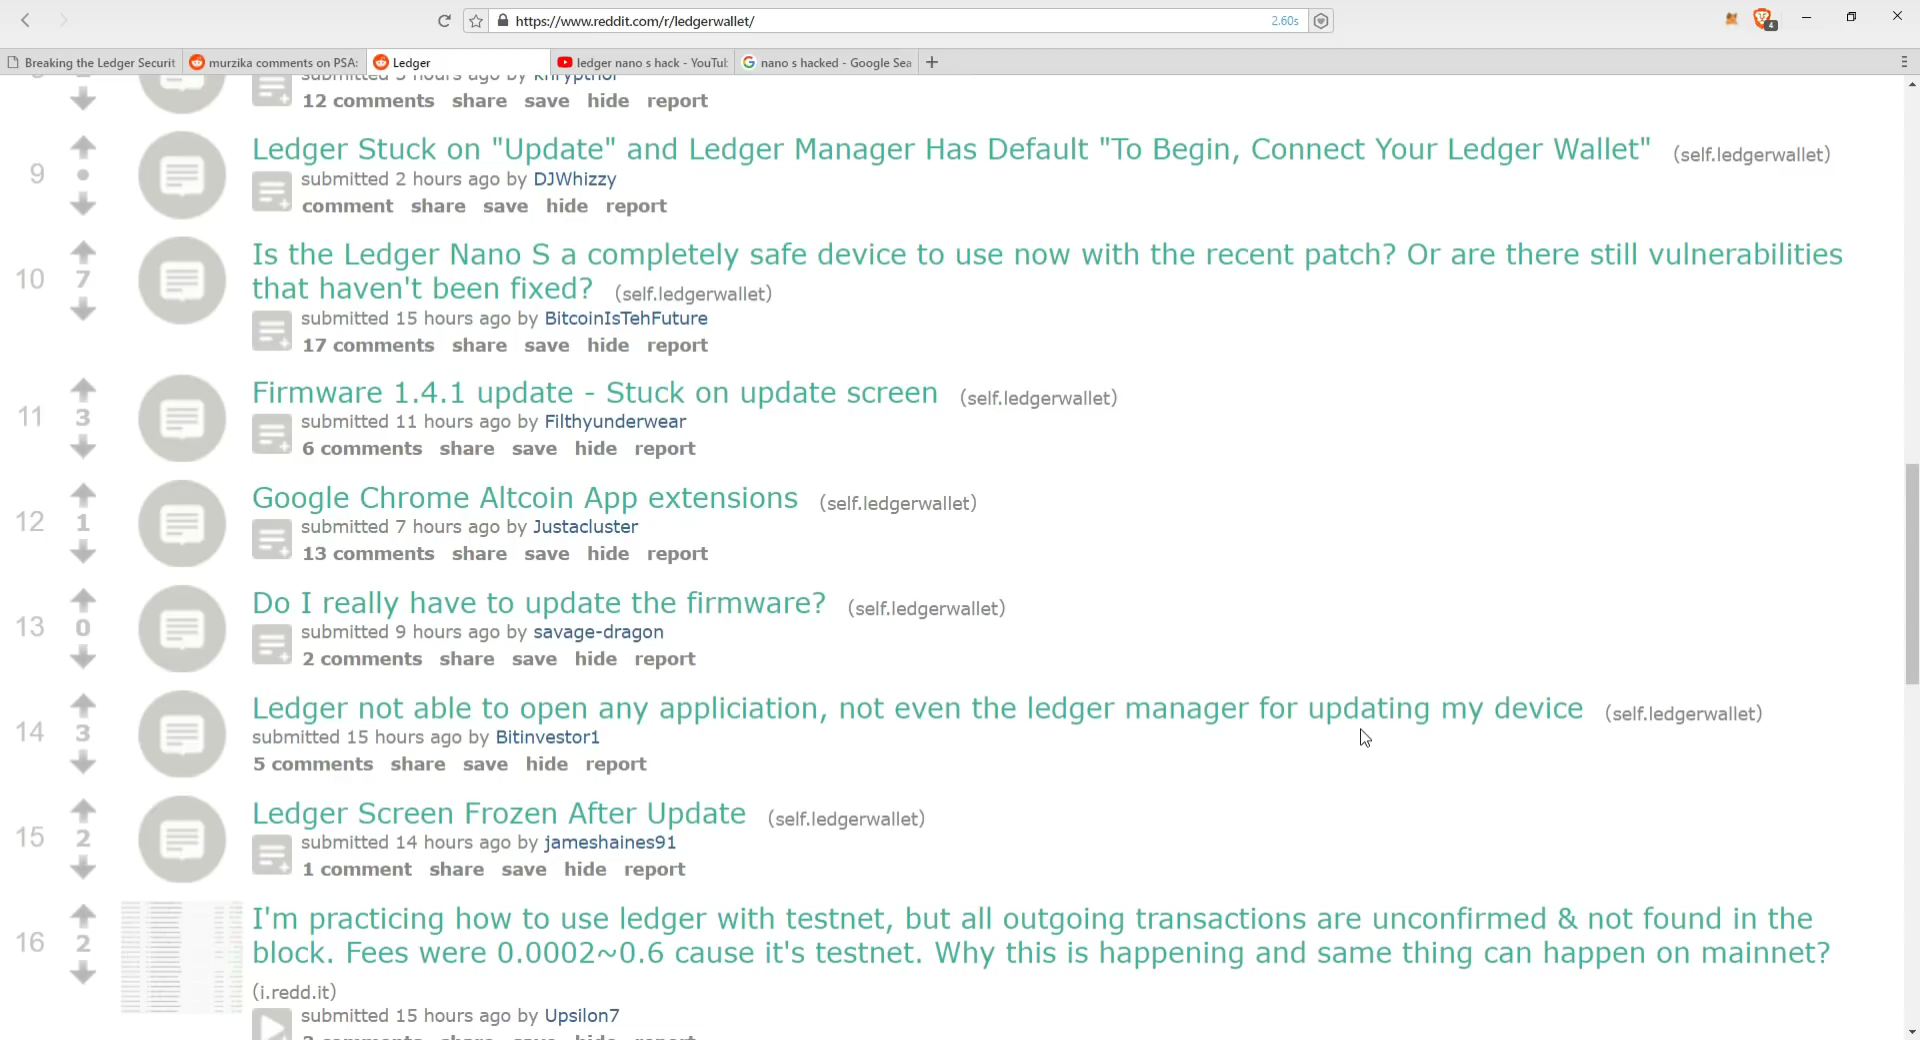 https://www.reddit.com/r/ledgerwallet/ 2.60s 4
Breaking the Ledger Securit murzika comments on PSA: Ledger ledger nano s hack - YouTul nano s hacked - Google Sea
submitted hours ago by
12 comments share save hide report
9 Ledger Stuck on "Update" and Ledger Manager Has Default "To Begin, Connect Your Ledger Wallet" (self.ledgerwallet)
•
submitted 2 hours ago by DJWhizzy
comment share save hide report
10 7 Is the Ledger Nano S a completely safe device to use now with the recent patch? Or are there still vulnerabilities
that haven't been fixed? (self.ledgerwallet)
submitted 15 hours ago by BitcoinIsTehFuture
17 comments share save hide report
11 3 Firmware 1.4.1 update - Stuck on update screen (self.ledgerwallet)
submitted 11 hours ago by Filthyunderwear
6 comments share save hide report
12 1 Google Chrome Altcoin App extensions (self.ledgerwallet)
submitted 7 hours ago by Justacluster
13 comments share save hide report
13 0 Do I really have to update the firmware? (self.ledgerwallet)
submitted 9 hours ago by savage-dragon
2 comments share save hide report
14 3 Ledger not able to open any appliciation, not even the ledger manager for updating my device (self.ledgerwallet)
submitted 15 hours ago by Bitinvestor1
5 comments share save hide report
15 2 Ledger Screen Frozen After Update (self.ledgerwallet)
submitted 14 hours ago by jameshaines91
1 comment share save hide report
16 2 I'm practicing how to use ledger with testnet, but all outgoing transactions are unconfirmed & not found in the
block. Fees were 0.0002~0.6 cause it's testnet. Why this is happening and same thing can happen on mainnet?
(i.redd.it)
submitted 15 hours ago by Upsilon7
comments share save hide report